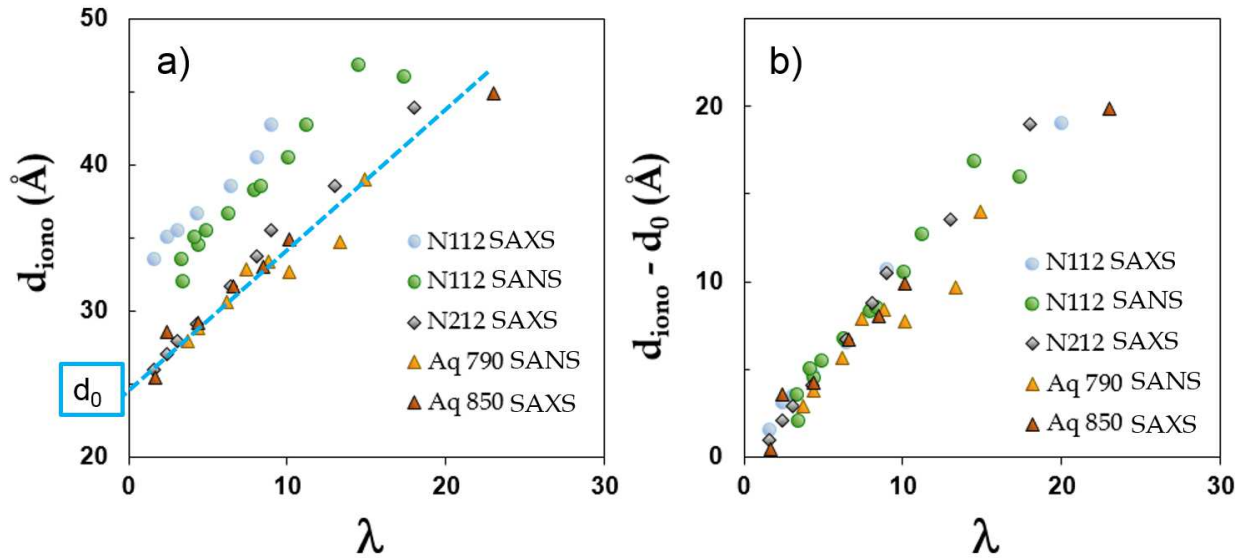 a)
50
40
30
20
d_iono (Å)
d₀
0 10 20 30
λ
N112 SAXS
N112 SANS
N212 SAXS
Aq 790 SANS
Aq 850 SAXS
b)
20
10
0
d_iono - d₀ (Å)
0 10 20 30
λ
N112 SAXS
N112 SANS
N212 SAXS
Aq 790 SANS
Aq 850 SAXS